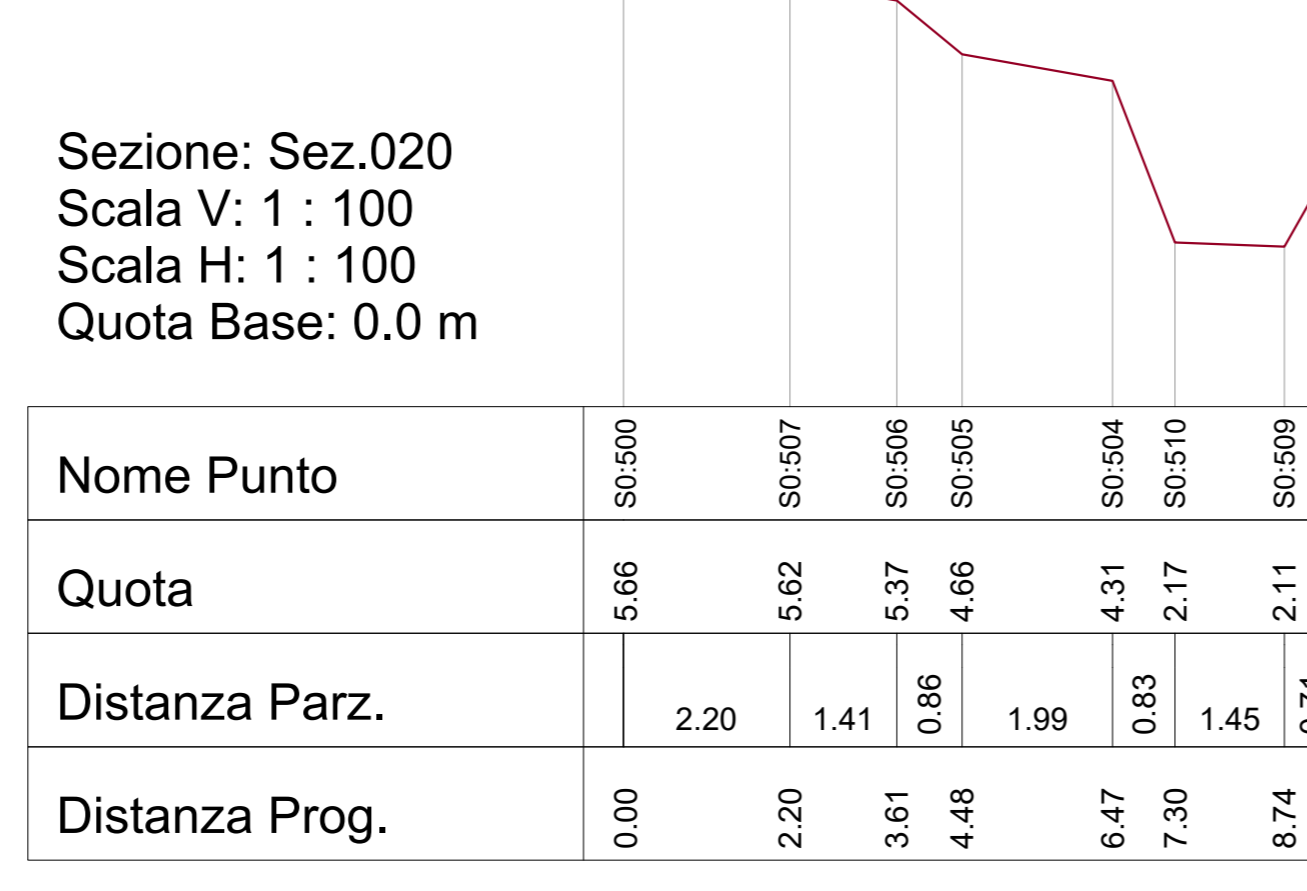 Sezione: Sez.020
Scala V: 1 : 100
Scala H: 1 : 100
Quota Base: 0.0 m
Nome Punto S0:500 S0:507 S0:506 S0:505 S0:504 S0:510 S0:509
Quota 5.66 5.62 5.37 4.66 4.31 2.17 2.11
Distanza Parz. 2.20 1.41 0.86 1.99 0.83 1.45
Distanza Prog. 0.00 2.20 3.61 4.48 6.47 7.30 8.74